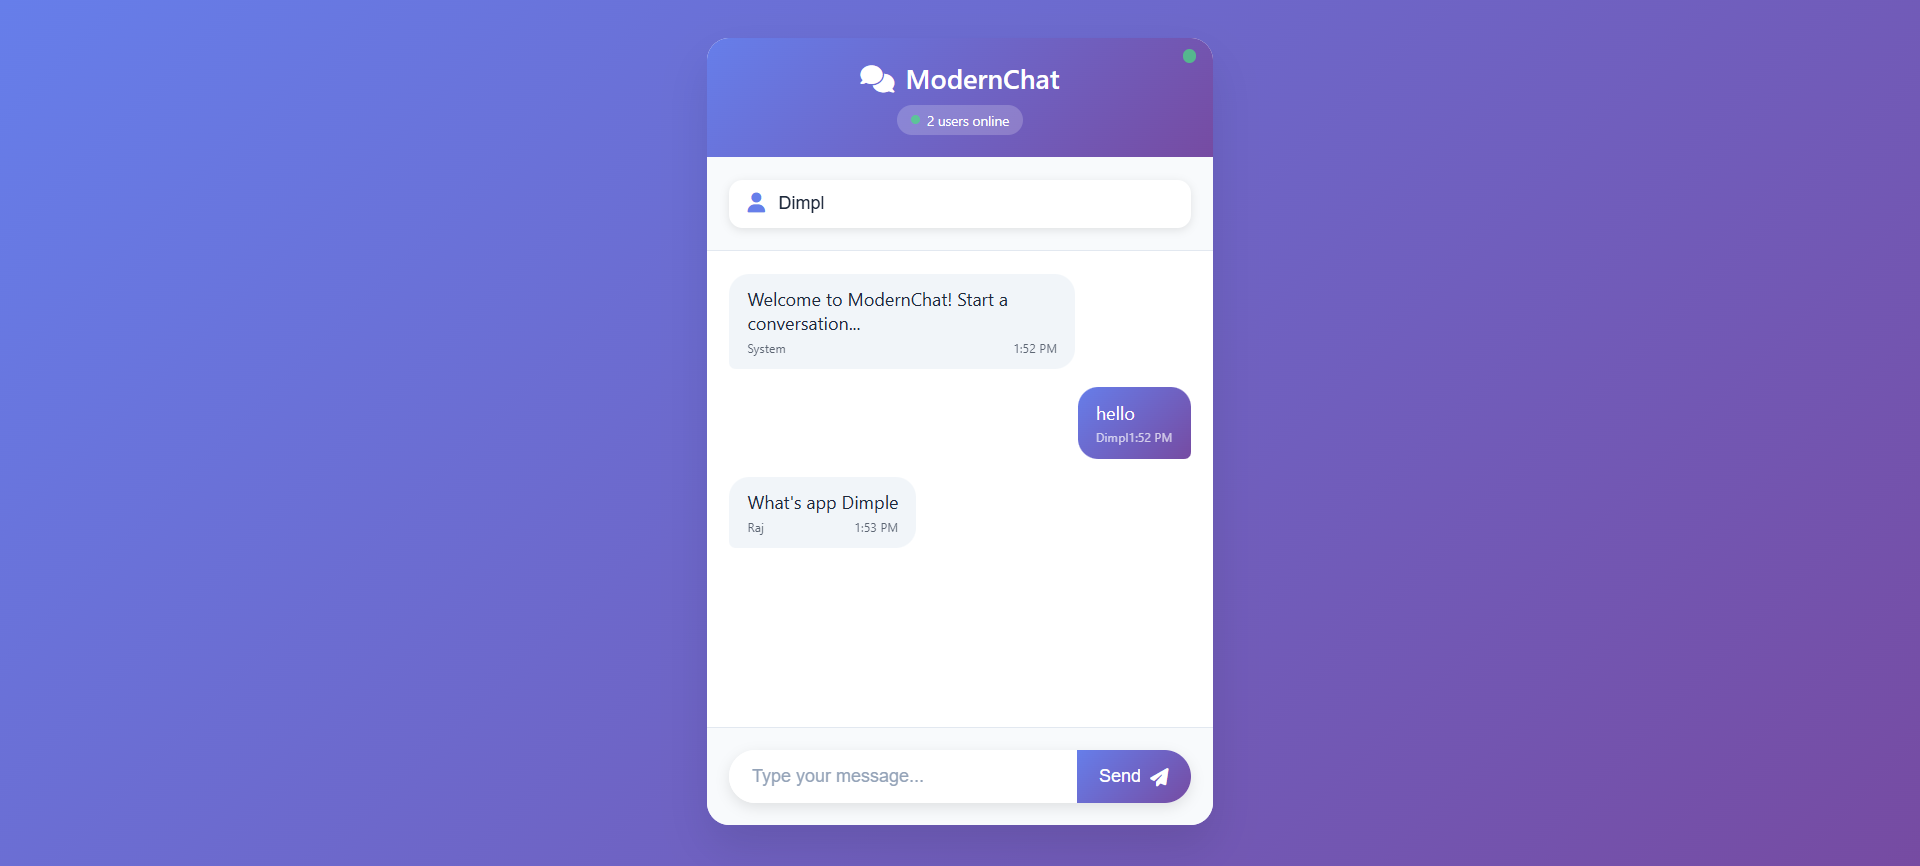 ModernChat
2 users online
Dimpl
Welcome to ModernChat! Start a
conversation...
System 1:52 PM
hello
Dimpl1:52 PM
What's app Dimple
Raj 1:53 PM
Type your message... Send